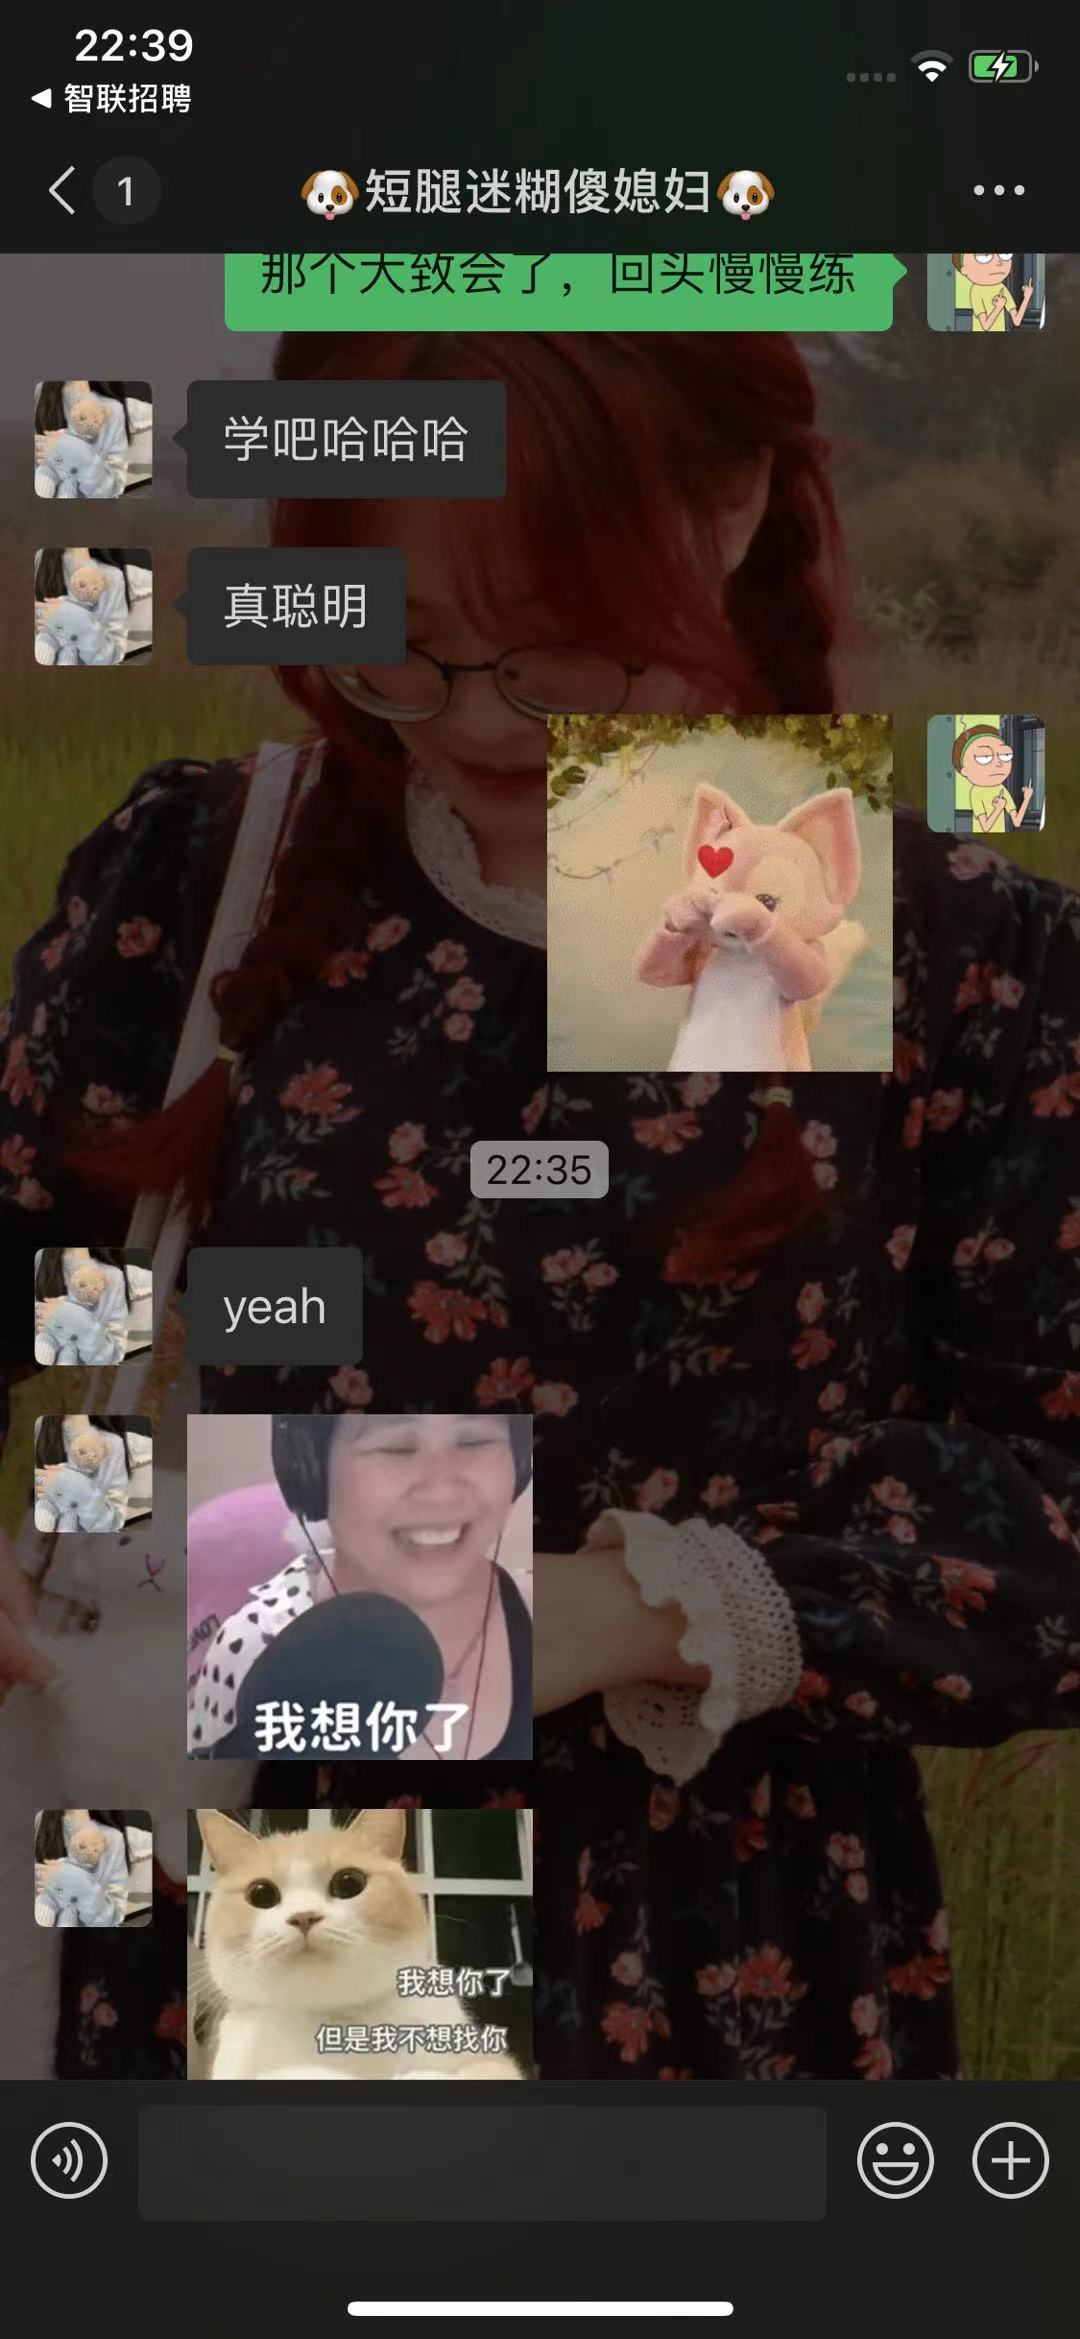 22:39
智联招聘
1
🐶短腿迷糊傻媳妇🐶
那个大致会了，回头慢慢练
学吧哈哈哈
真聪明
22:35
yeah
我想你了
我想你了
但是我不想找你